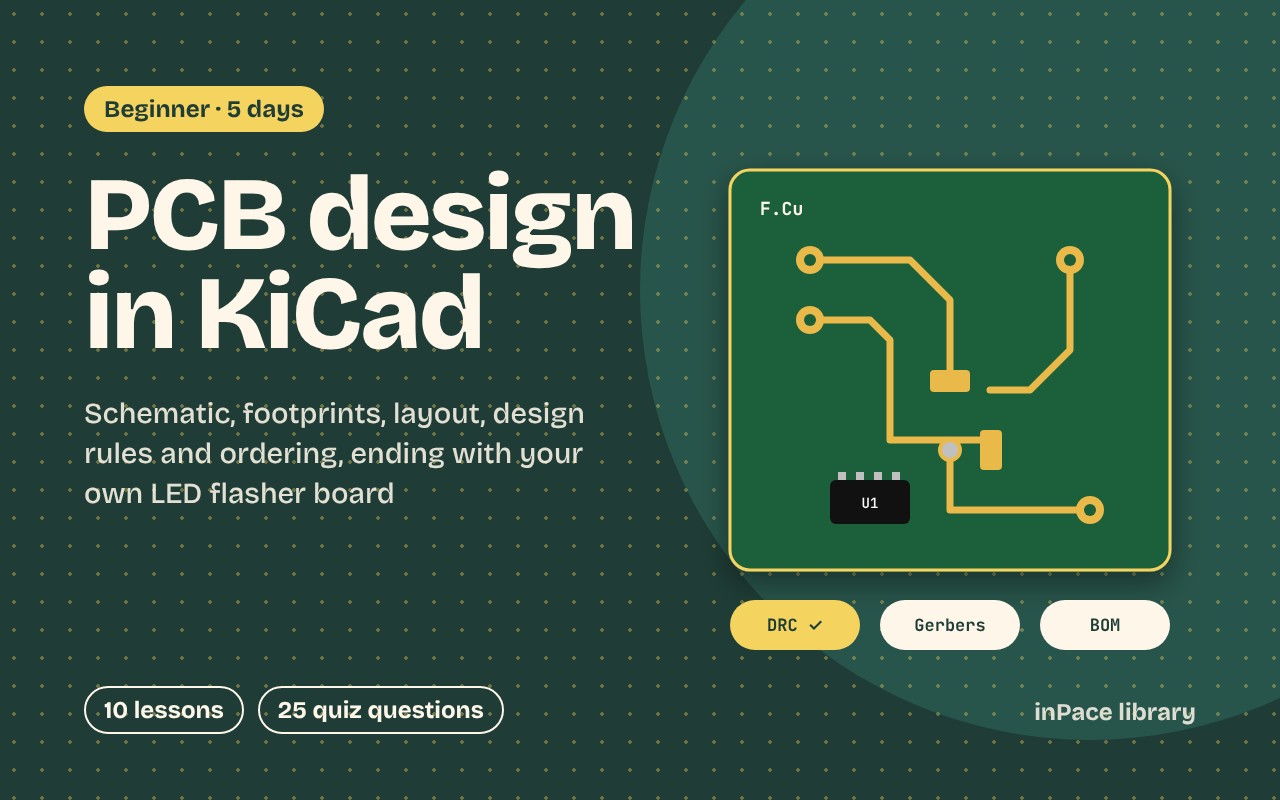 Beginner · 5 days
PCB design
in KiCad
Schematic, footprints, layout, design
rules and ordering, ending with your
own LED flasher board
10 lessons
25 quiz questions
F.Cu
U1
DRC ✓
Gerbers
BOM
inPace library